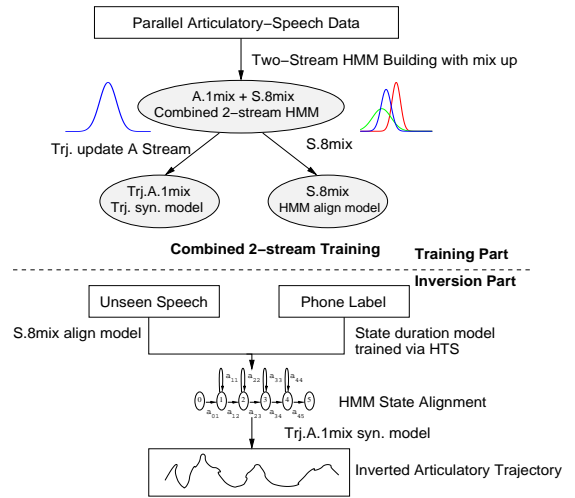 Parallel Articulatory−Speech Data
Two−Stream HMM Building with mix up
A.1mix + S.8mix
Combined 2−stream HMM
Trj. update A Stream
S.8mix
Trj.A.1mix
Trj. syn. model
S.8mix
HMM align model
Combined 2−stream Training
Training Part
Inversion Part
Unseen Speech
Phone Label
S.8mix align model
State duration model
trained via HTS
a11 a22 a33 a44
0 1 2 3 4 5
a01 a12 a23 a34 a45
HMM State Alignment
Trj.A.1mix syn. model
Inverted Articulatory Trajectory